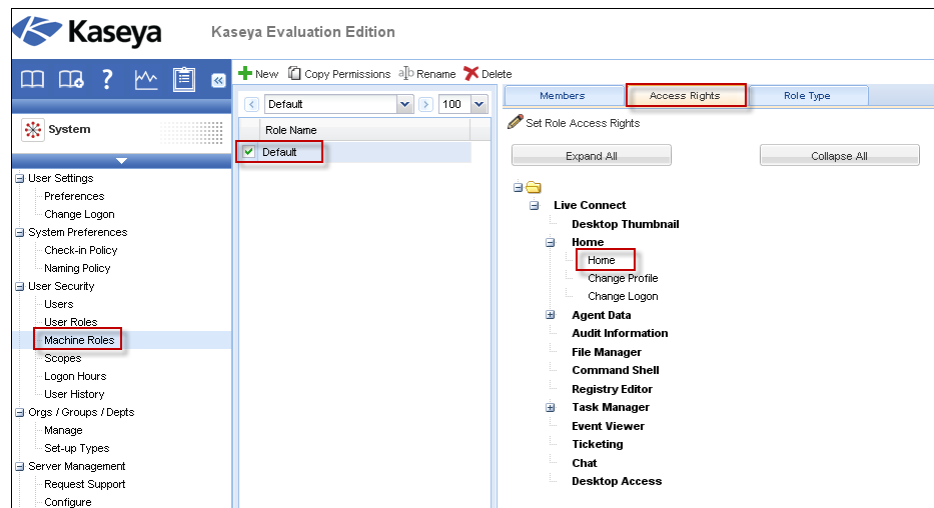 Kaseya
Kaseya Evaluation Edition
New Copy Permissions ab Rename Delete
System
User Settings
Preferences
Change Logon
System Preferences
Check-in Policy
Naming Policy
User Security
Users
User Roles
Machine Roles
Scopes
Logon Hours
User History
Orgs / Groups / Depts
Manage
Set-up Types
Server Management
Request Support
Configure
Default 100
Role Name
Default
Members Access Rights Role Type
Set Role Access Rights
Expand All Collapse All
Live Connect
Desktop Thumbnail
Home
Home
Change Profile
Change Logon
Agent Data
Audit Information
File Manager
Command Shell
Registry Editor
Task Manager
Event Viewer
Ticketing
Chat
Desktop Access